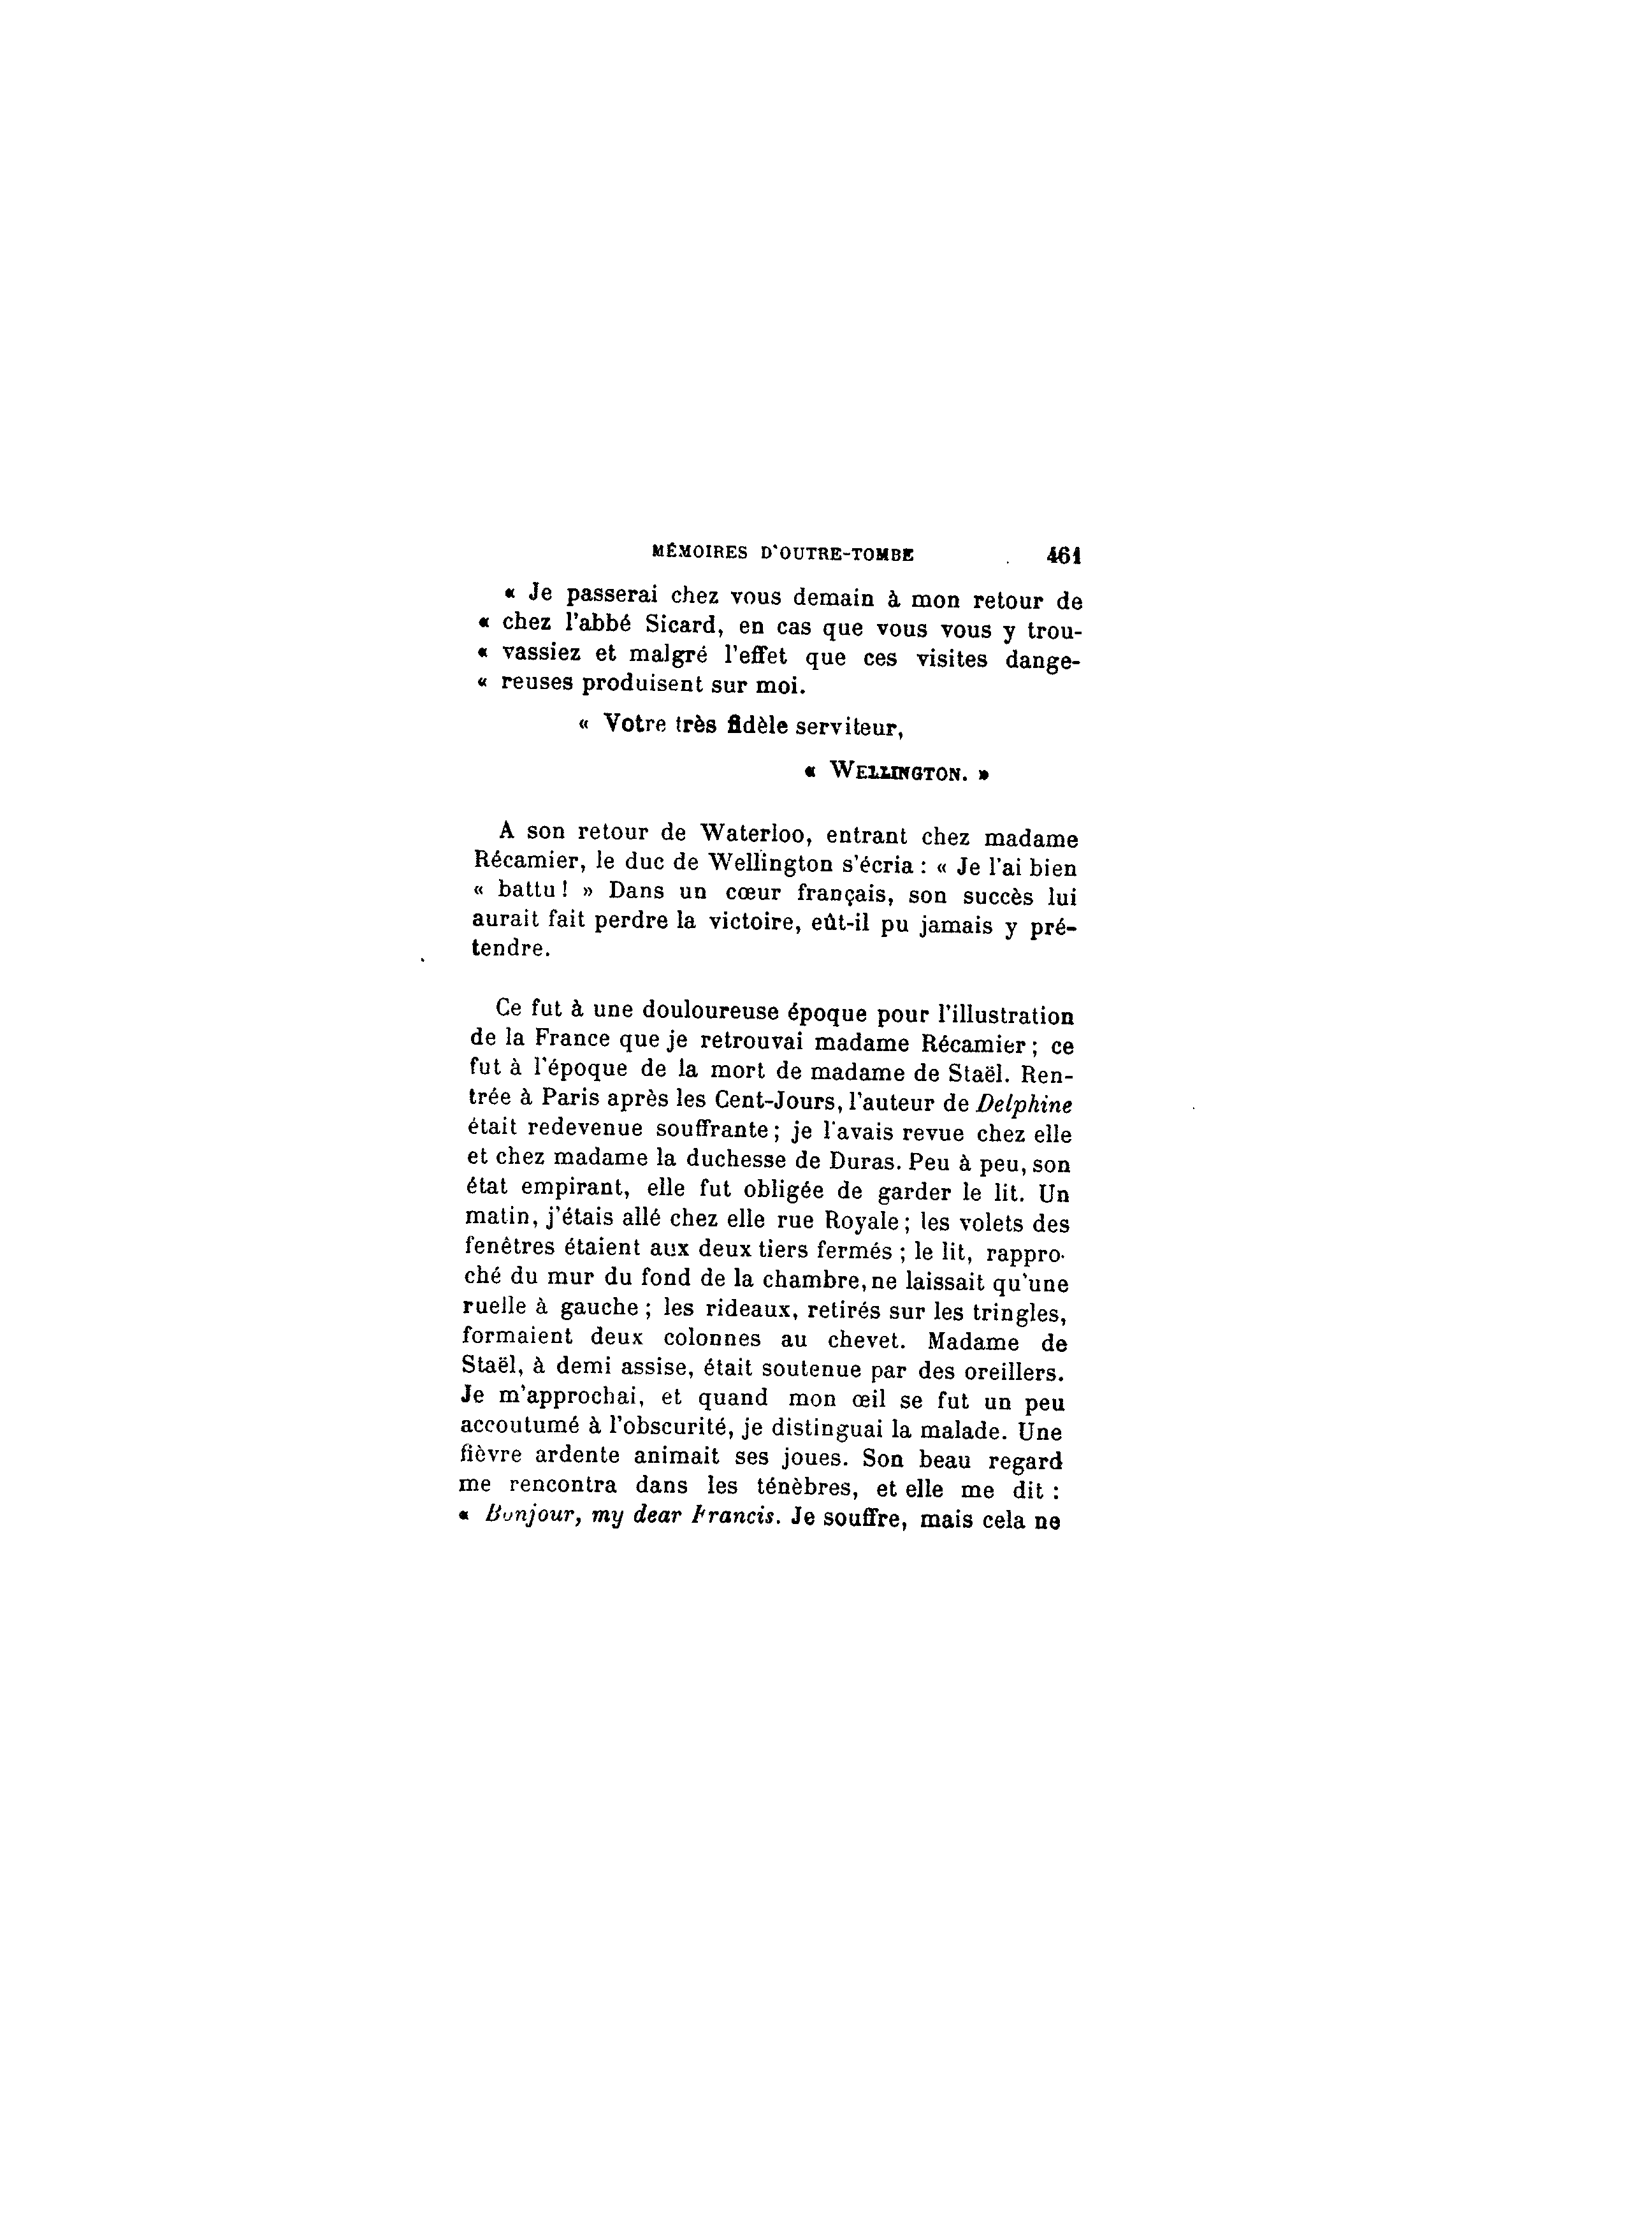 MÉMOIRES D'OUTRE-TOMBE 461
« Je passerai chez vous demain à mon retour de
« chez l'abbé Sicard, en cas que vous vous y trou-
« vassiez et malgré l'effet que ces visites dange-
« reuses produisent sur moi.
« Votre très fidèle serviteur,
« WELLINGTON. »
A son retour de Waterloo, entrant chez madame
Récamier, le duc de Wellington s'écria : « Je l'ai bien
« battu ! » Dans un cœur français, son succès lui
aurait fait perdre la victoire, eût-il pu jamais y pré-
tendre.
Ce fut à une douloureuse époque pour l'illustration
de la France que je retrouvai madame Récamier ; ce
fut à l'époque de la mort de madame de Staël. Ren-
trée à Paris après les Cent-Jours, l'auteur de Delphine
était redevenue souffrante ; je l'avais revue chez elle
et chez madame la duchesse de Duras. Peu à peu, son
état empirant, elle fut obligée de garder le lit. Un
matin, j'étais allé chez elle rue Royale ; les volets des
fenêtres étaient aux deux tiers fermés ; le lit, rappro-
ché du mur du fond de la chambre, ne laissait qu'une
ruelle à gauche ; les rideaux, retirés sur les tringles,
formaient deux colonnes au chevet. Madame de
Staël, à demi assise, était soutenue par des oreillers.
Je m'approchai, et quand mon œil se fut un peu
accoutumé à l'obscurité, je distinguai la malade. Une
fièvre ardente animait ses joues. Son beau regard
me rencontra dans les ténèbres, et elle me dit :
« Bonjour, my dear Francis. Je souffre, mais cela ne